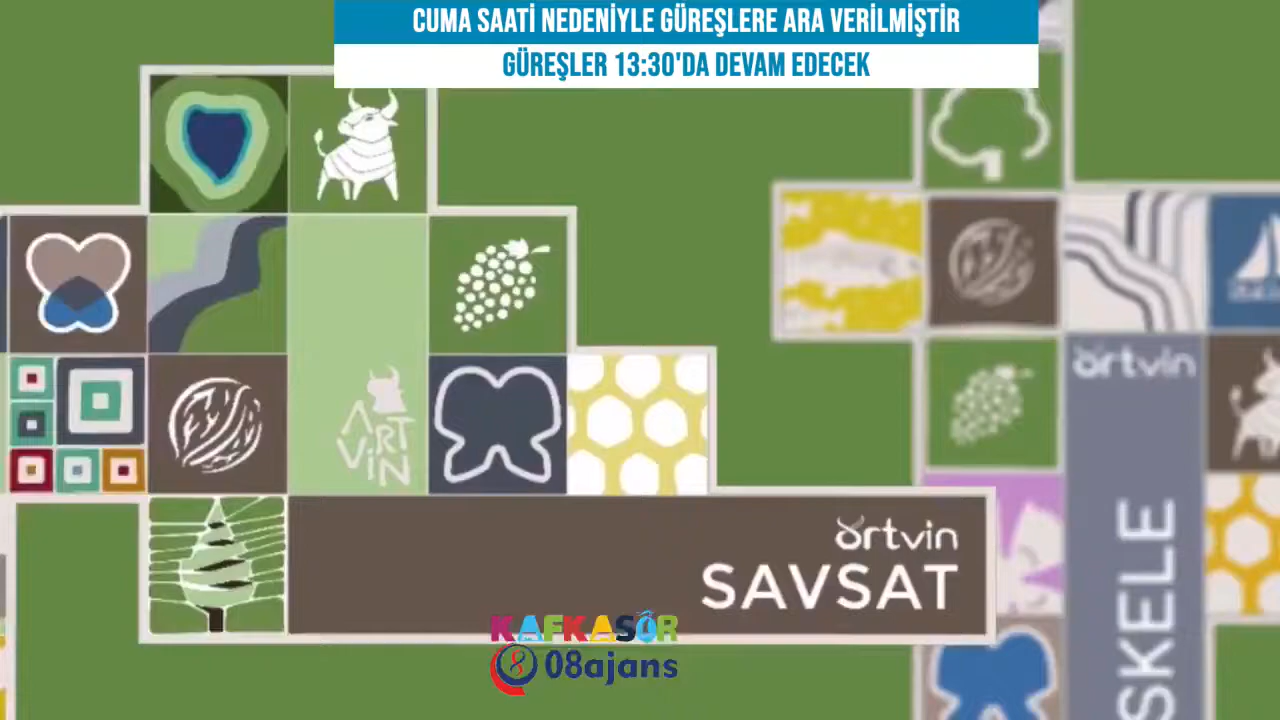 CUMA SAATİ NEDENİYLE GÜREŞLERE ARA VERİLMİŞTİR
GÜREŞLER 13:30'DA DEVAM EDECEK
artvin
ARTVİN
artvin
SAVSAT
SKELE
KAFKASÖR
08ajans